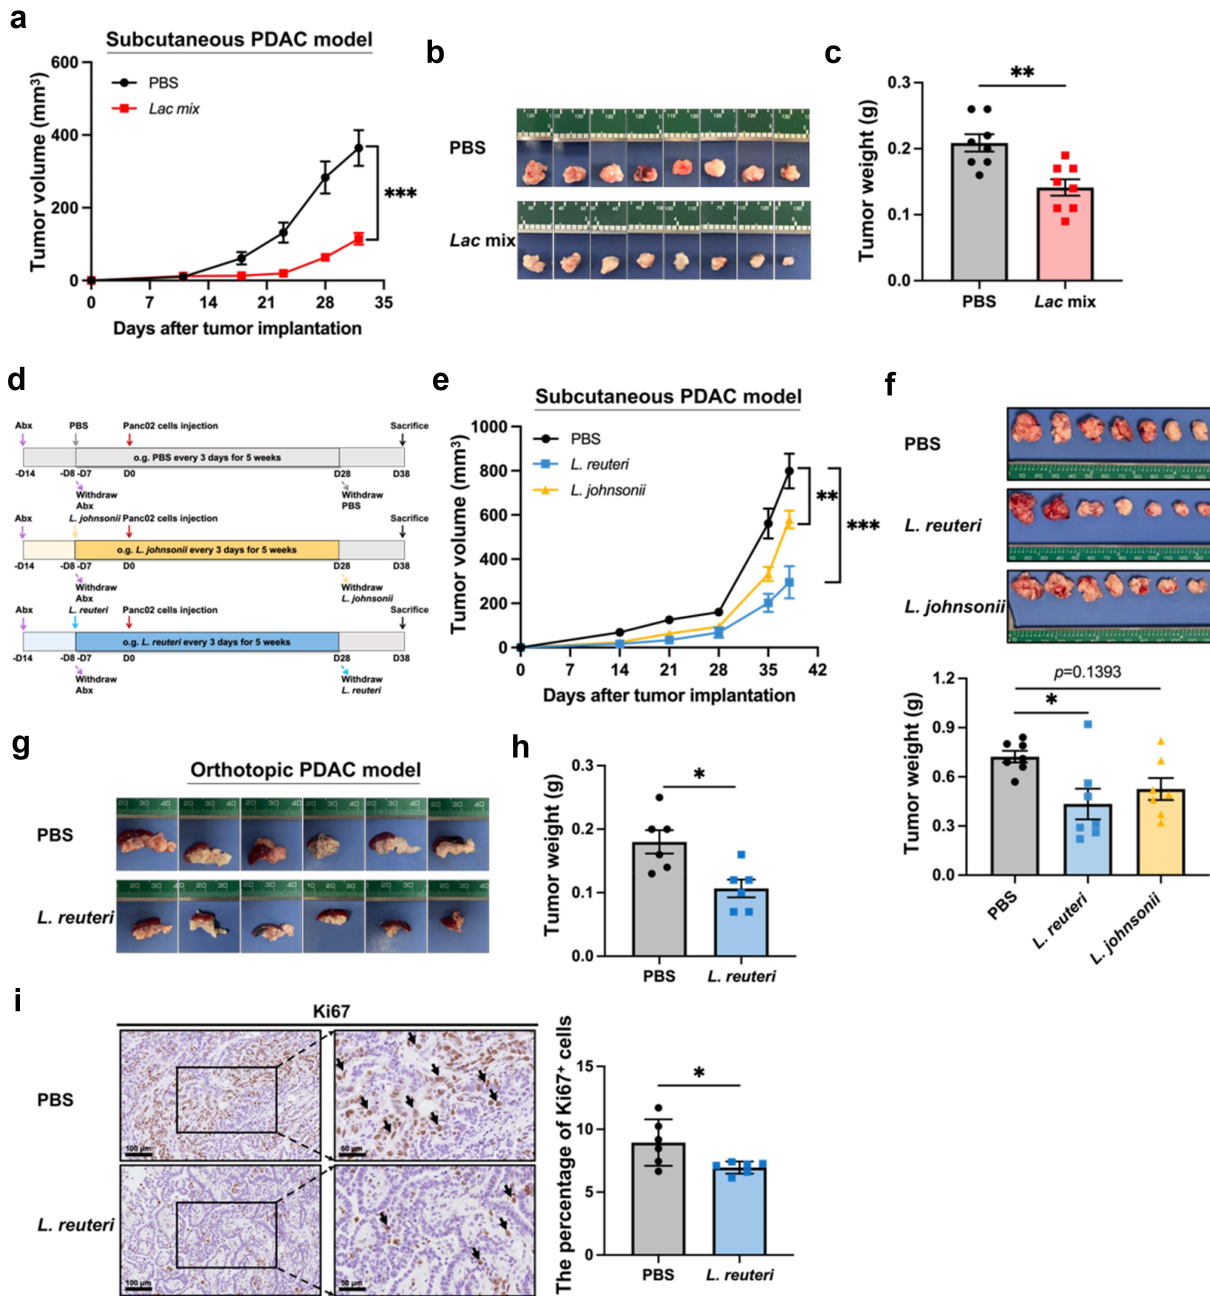 a
Subcutaneous PDAC model
600
400
200
0
Tumor volume (mm³)
PBS
Lac mix
***
0 7 14 21 28 35
Days after tumor implantation
b
PBS
Lac mix
c
**
0.3
0.2
0.1
0.0
Tumor weight (g)
PBS Lac mix
d
Abx PBS Panc02 cells injection Sacrifice
o.g. PBS every 3 days for 5 weeks
-D14 -D8 -D7 D0 D28 D38
Withdraw Withdraw
Abx PBS
Abx L. johnsonii Panc02 cells injection Sacrifice
o.g. L. johnsonii every 3 days for 5 weeks
-D14 -D8 -D7 D0 D28 D38
Withdraw Withdraw
Abx L. johnsonii
Abx L. reuteri Panc02 cells injection Sacrifice
o.g. L. reuteri every 3 days for 5 weeks
-D14 -D8 -D7 D0 D28 D38
Withdraw Withdraw
Abx L. reuteri
e
Subcutaneous PDAC model
1000
800
600
400
200
0
Tumor volume (mm³)
PBS
L. reuteri
L. johnsonii
**
***
0 7 14 21 28 35 42
Days after tumor implantation
f
PBS
L. reuteri
L. johnsonii
p=0.1393
*
1.2
0.9
0.6
0.3
0.0
Tumor weight (g)
PBS
L. reuteri
L. johnsonii
g
Orthotopic PDAC model
PBS
L. reuteri
h
*
0.3
0.2
0.1
0.0
Tumor weight (g)
PBS L. reuteri
i
Ki67
PBS
100 μm 50 μm
L. reuteri
100 μm 50 μm
The percentage of Ki67⁺ cells
*
15
10
5
0
PBS L. reuteri